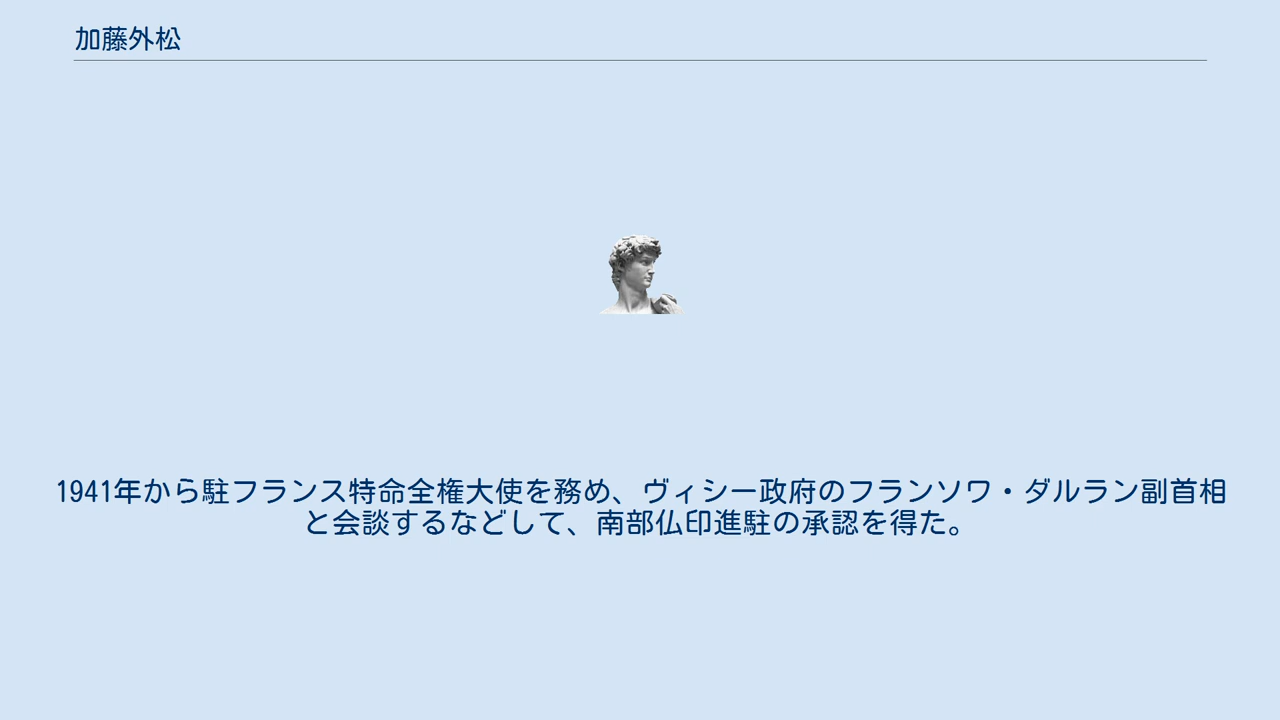 加藤外松
1941年から駐フランス特命全権大使を務め、ヴィシー政府のフランソワ・ダルラン副首相
と会談するなどして、南部仏印進駐の承認を得た。